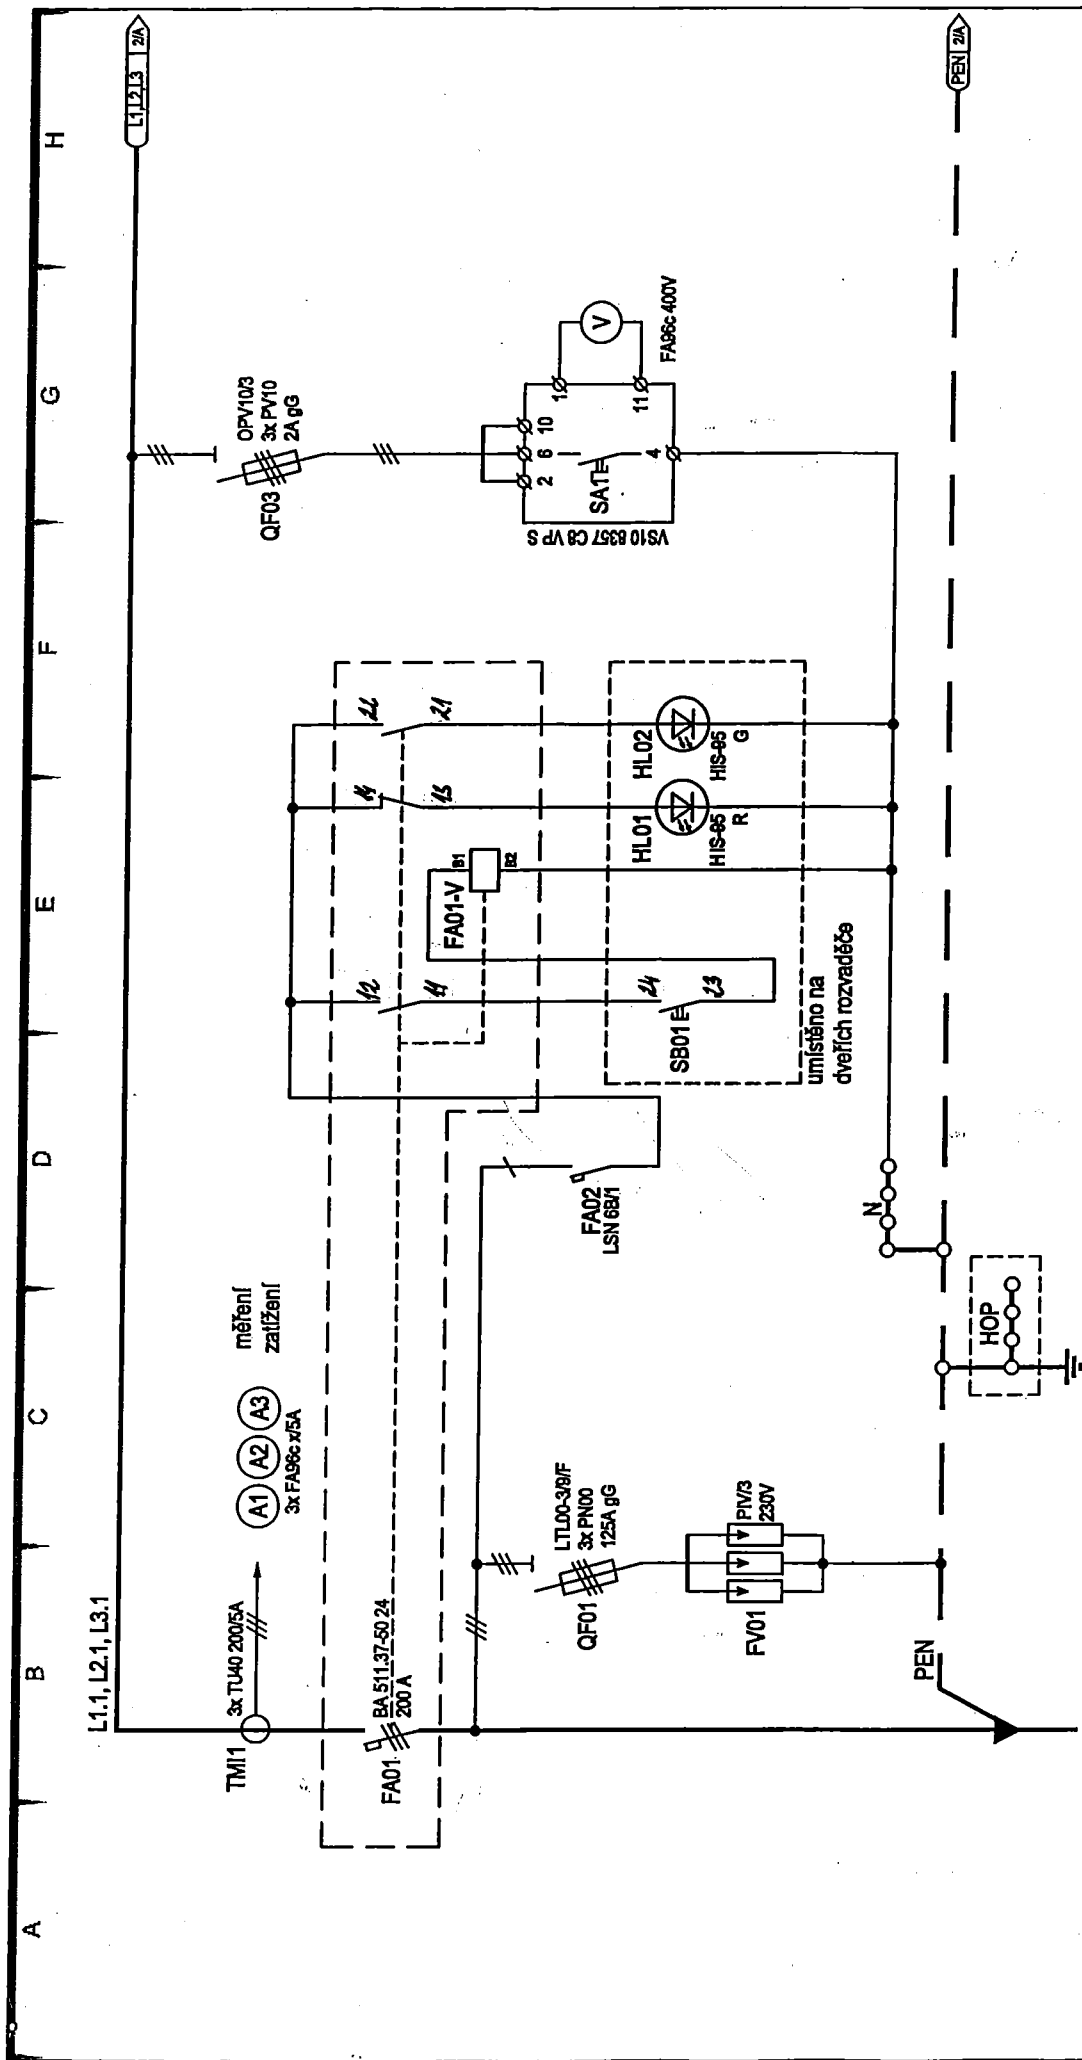 A
B
C
D
E
F
G
H
L1.1, L2.1, L3.1
L1,L2,L3 2/A
TMI1
3x TU40 200/5A
A1
A2
A3
3x FA96c x/5A
měření
zatížení
FA01
BA 511.37-50 24
200 A
QF01
LTL00-3/9/F
3x PN00
125A gG
FV01
PIV/3
230V
PEN
HOP
N
FA02
LSN 6B/1
12
11
FA01-V
B1
B2
14
13
22
21
SB01
24
23
HL01
HIS-95
R
HL02
HIS-95
G
umístěno na
dveřích rozvaděče
QF03
OPV10/3
3x PV10
2A gG
VS10 8357 C8 VP S
2
6
10
SA1
4
1
11
V
FA96c 400V
PEN 2/A